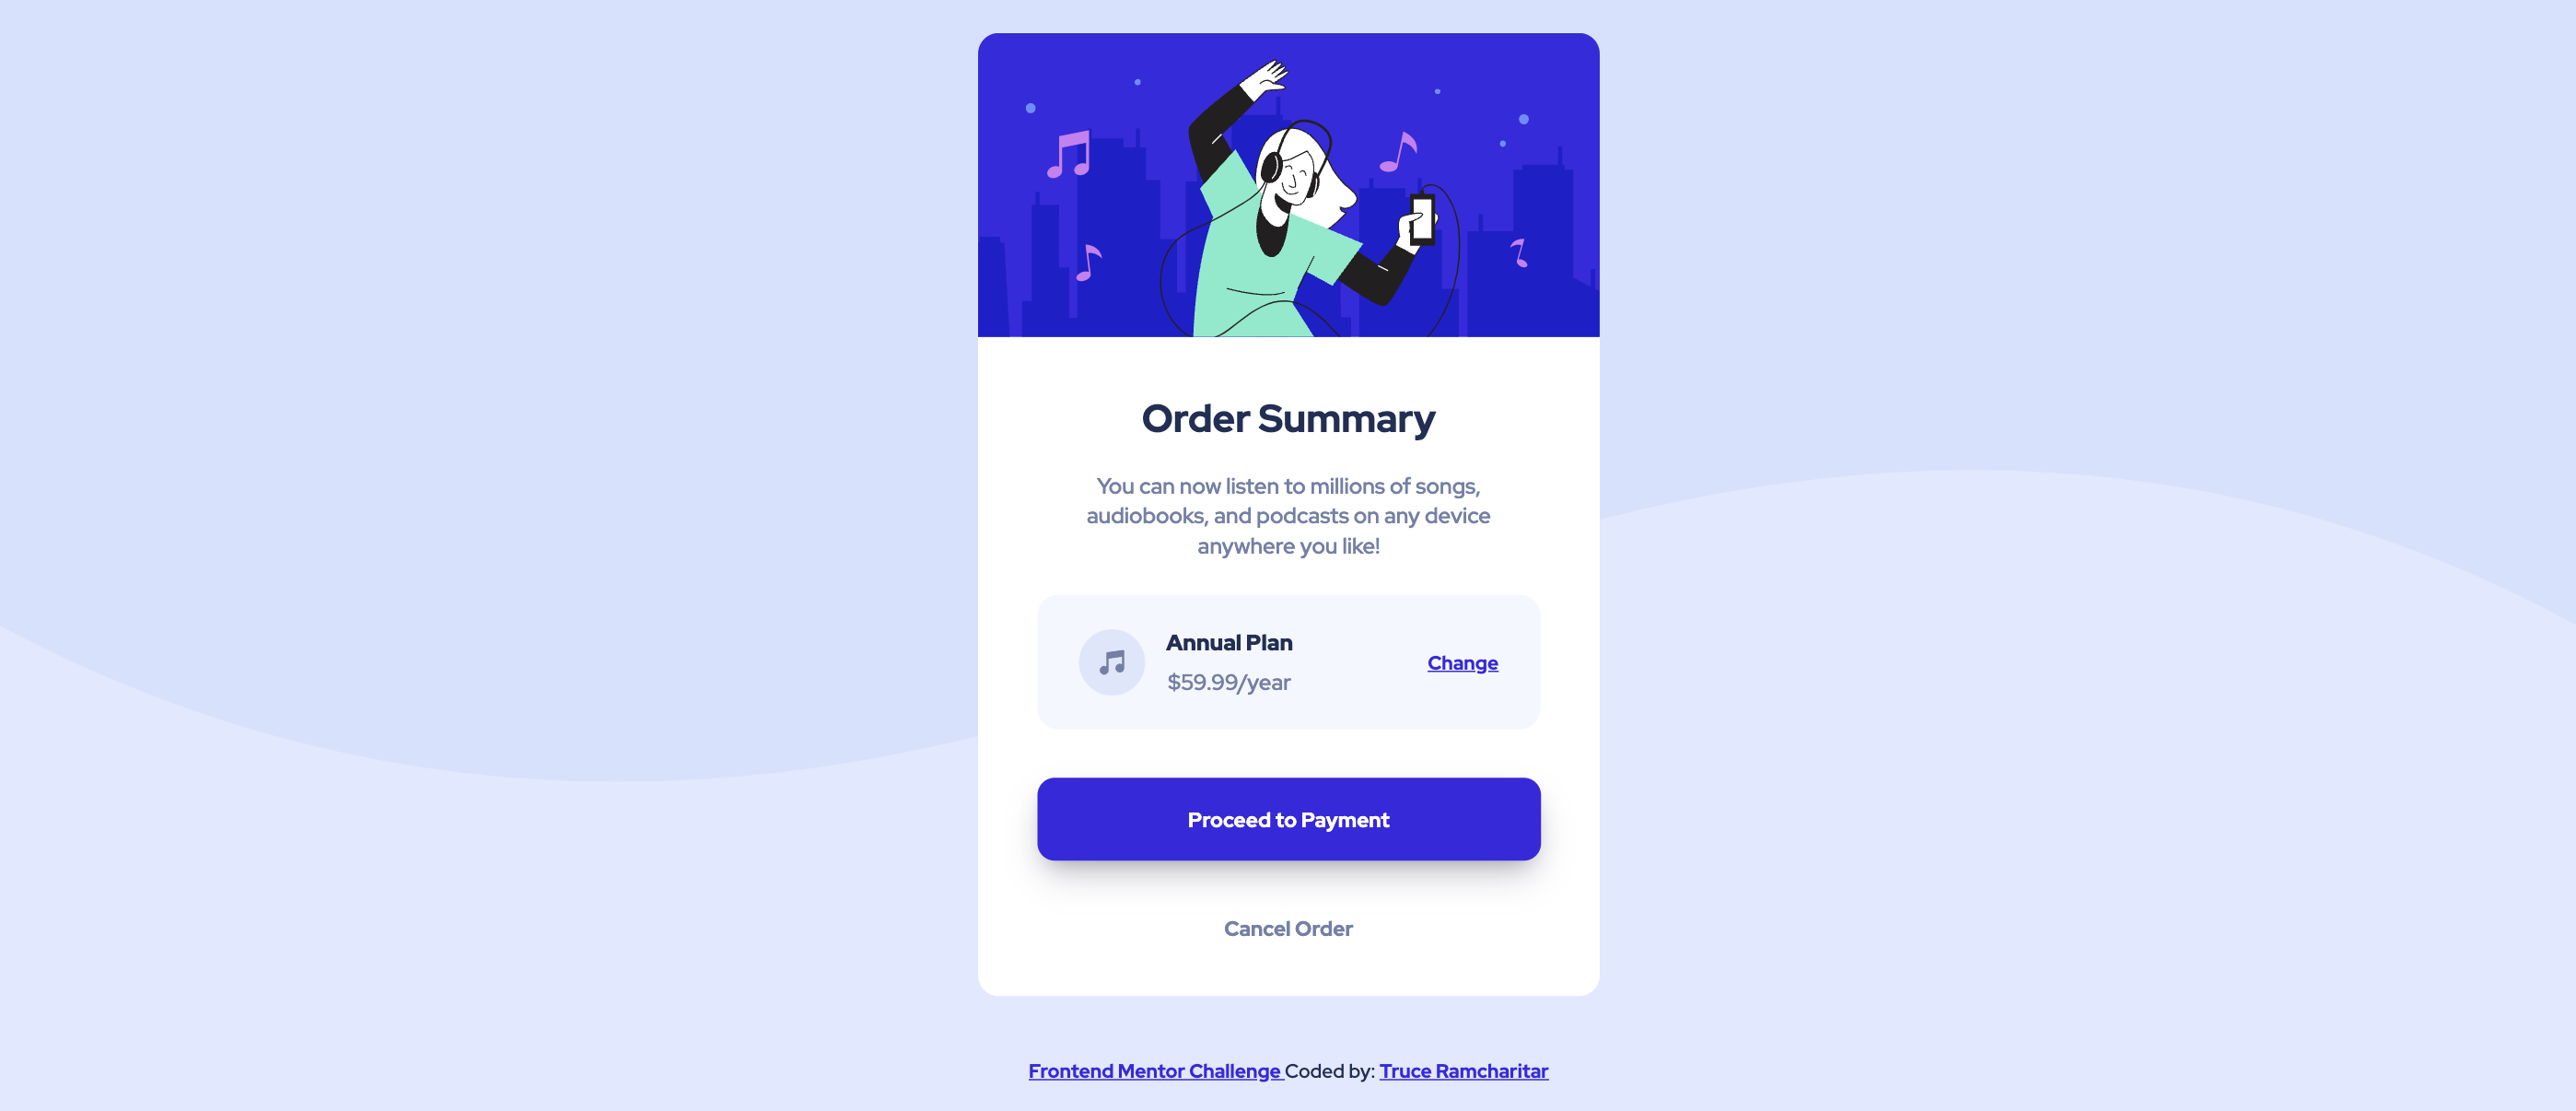 Order Summary
You can now listen to millions of songs,
audiobooks, and podcasts on any device
anywhere you like!
Annual Plan
$59.99/year
Change
Proceed to Payment
Cancel Order
Frontend Mentor Challenge Coded by: Truce Ramcharitar